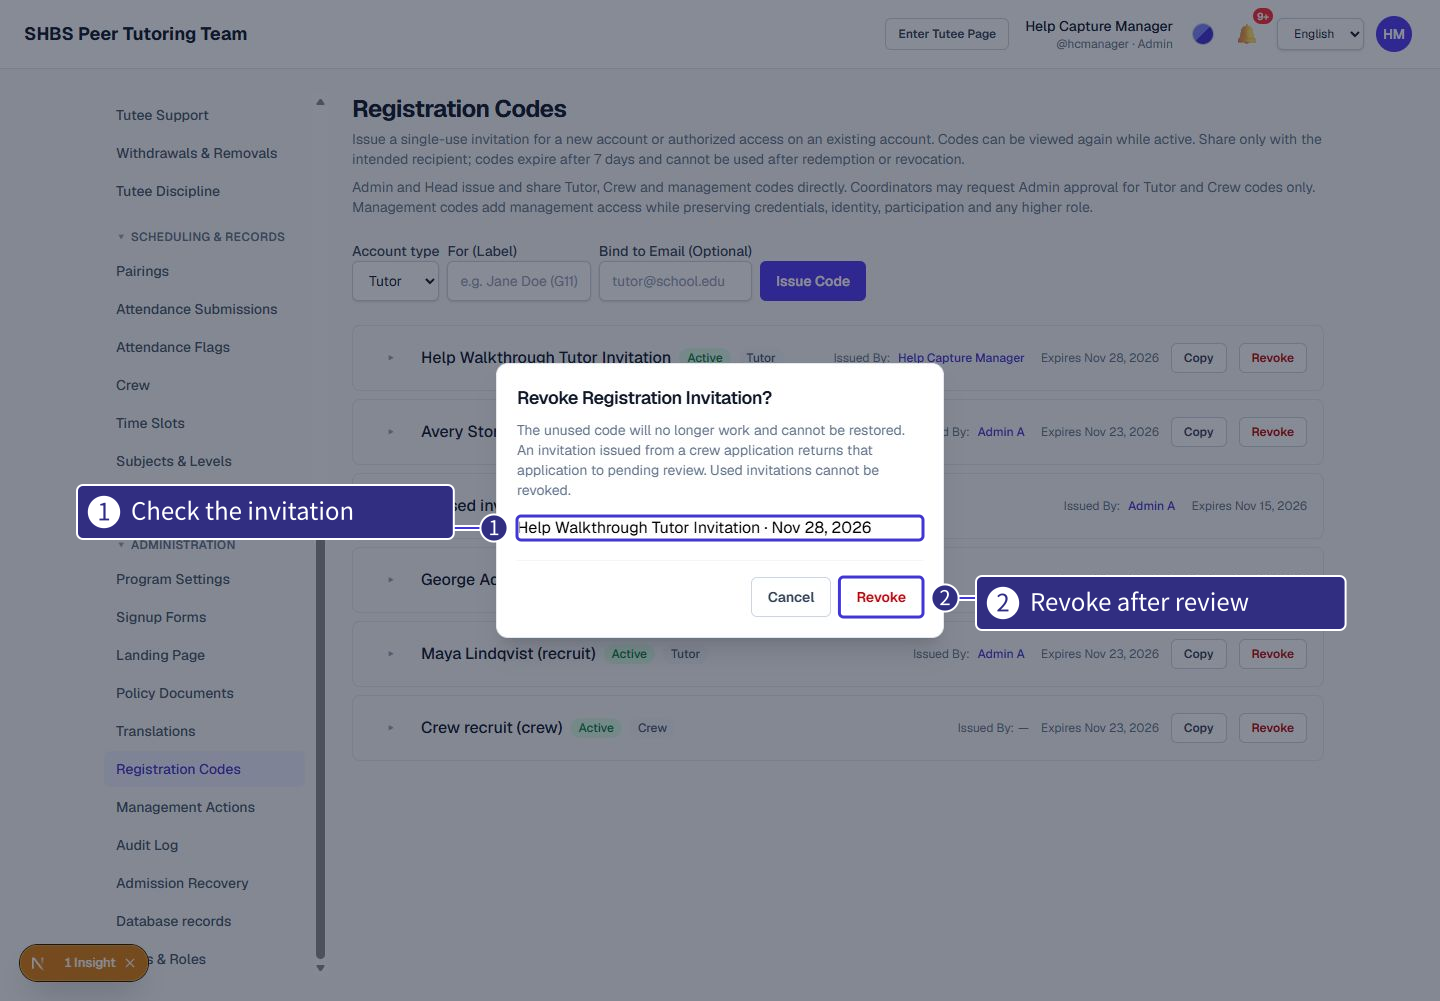 SHBS Peer Tutoring Team
Enter Tutee Page
Help Capture Manager
@hcmanager · Admin
9+
English
HM
Tutee Support
Withdrawals & Removals
Tutee Discipline
SCHEDULING & RECORDS
Pairings
Attendance Submissions
Attendance Flags
Crew
Time Slots
Subjects & Levels
ADMINISTRATION
Program Settings
Signup Forms
Landing Page
Policy Documents
Translations
Registration Codes
Management Actions
Audit Log
Admission Recovery
Database records
& Roles
1 Insight ×
Registration Codes
Issue a single-use invitation for a new account or authorized access on an existing account. Codes can be viewed again while active. Share only with the
intended recipient; codes expire after 7 days and cannot be used after redemption or revocation.
Admin and Head issue and share Tutor, Crew and management codes directly. Coordinators may request Admin approval for Tutor and Crew codes only.
Management codes add management access while preserving credentials, identity, participation and any higher role.
Account type For (Label) Bind to Email (Optional)
Tutor e.g. Jane Doe (G11) tutor@school.edu Issue Code
Help Walkthrough Tutor Invitation Active Tutor Issued By: Help Capture Manager Expires Nov 28, 2026 Copy Revoke
Avery By: Admin A Expires Nov 23, 2026 Copy Revoke
Issued By: Admin A Expires Nov 15, 2026
George
Maya Lindqvist (recruit) Active Tutor Issued By: Admin A Expires Nov 23, 2026 Copy Revoke
Crew recruit (crew) Active Crew Issued By: — Expires Nov 23, 2026 Copy Revoke
Revoke Registration Invitation?
The unused code will no longer work and cannot be restored.
An invitation issued from a crew application returns that
application to pending review. Used invitations cannot be
revoked.
Help Walkthrough Tutor Invitation · Nov 28, 2026
Cancel Revoke
1 Check the invitation
1
2
2 Revoke after review